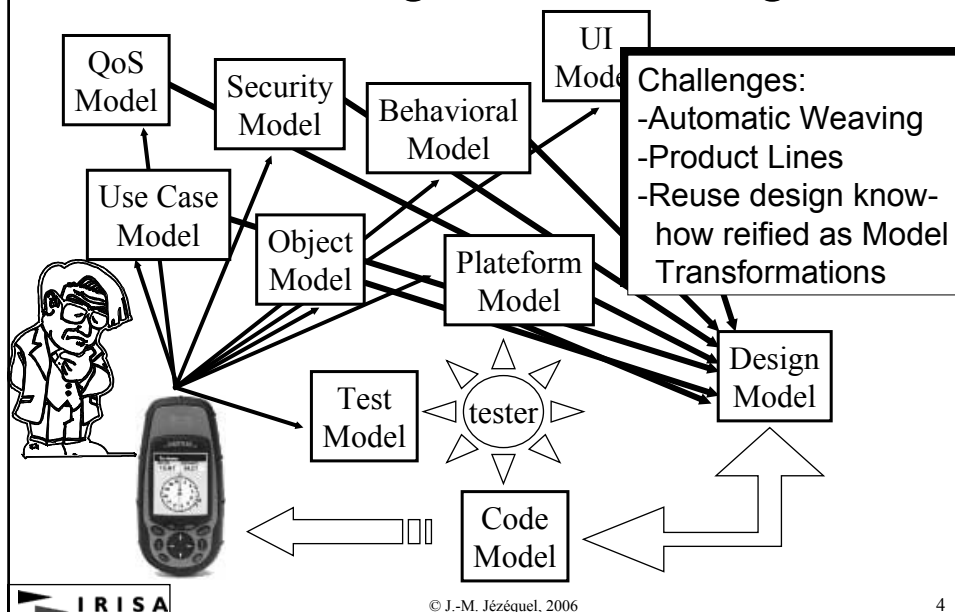 UI
Model
QoS
Model
Security
Model
Behavioral
Model
Challenges:
-Automatic Weaving
-Product Lines
-Reuse design know-
how reified as Model
Transformations
Use Case
Model
Object
Model
Plateform
Model
Design
Model
Test
Model
tester
Code
Model
IRISA
© J.-M. Jézéquel, 2006
4